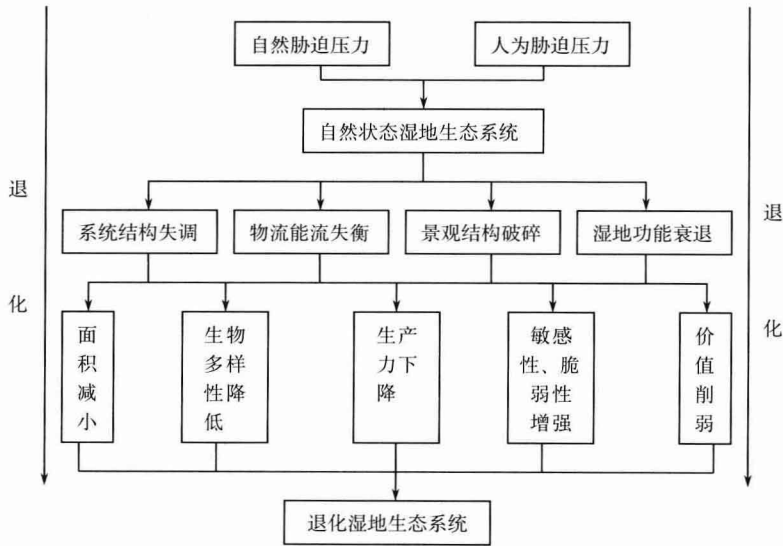 自然胁迫压力
人为胁迫压力
自然状态湿地生态系统
退
化
退
化
系统结构失调
物流能流失衡
景观结构破碎
湿地功能衰退
面
积
减
小
生物
多样
性降
低
生产
力下
降
敏感
性、脆
弱性
增强
价
值
削
弱
退化湿地生态系统